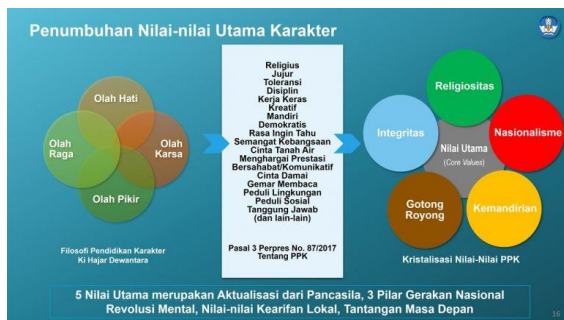 Penumbuhan Nilai-nilai Utama Karakter
Olah Hati
Olah
Raga
Olah
Karsa
Olah Pikir
Filosofi Pendidikan Karakter
Ki Hajar Dewantara
Religius
Jujur
Toleransi
Disiplin
Kerja Keras
Kreatif
Mandiri
Demokratis
Rasa Ingin Tahu
Semangat Kebangsaan
Cinta Tanah Air
Menghargai Prestasi
Bersahabat/Komunikatif
Cinta Damai
Gemar Membaca
Peduli Lingkungan
Peduli Sosial
Tanggung Jawab
(dan lain-lain)
Pasal 3 Perpres No. 87/2017
Tentang PPK
Religiositas
Integritas
Nasionalisme
Nilai Utama
(Core Values)
Gotong
Royong
Kemandirian
Kristalisasi Nilai-Nilai PPK
5 Nilai Utama merupakan Aktualisasi dari Pancasila, 3 Pilar Gerakan Nasional
Revolusi Mental, Nilai-nilai Kearifan Lokal, Tantangan Masa Depan
16